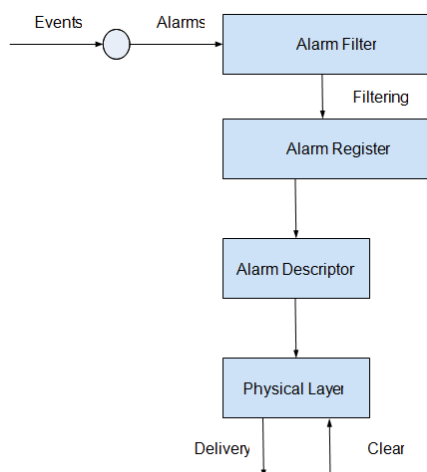 Events
Alarms
Alarm Filter
Filtering
Alarm Register
Alarm Descriptor
Physical Layer
Delivery
Clear